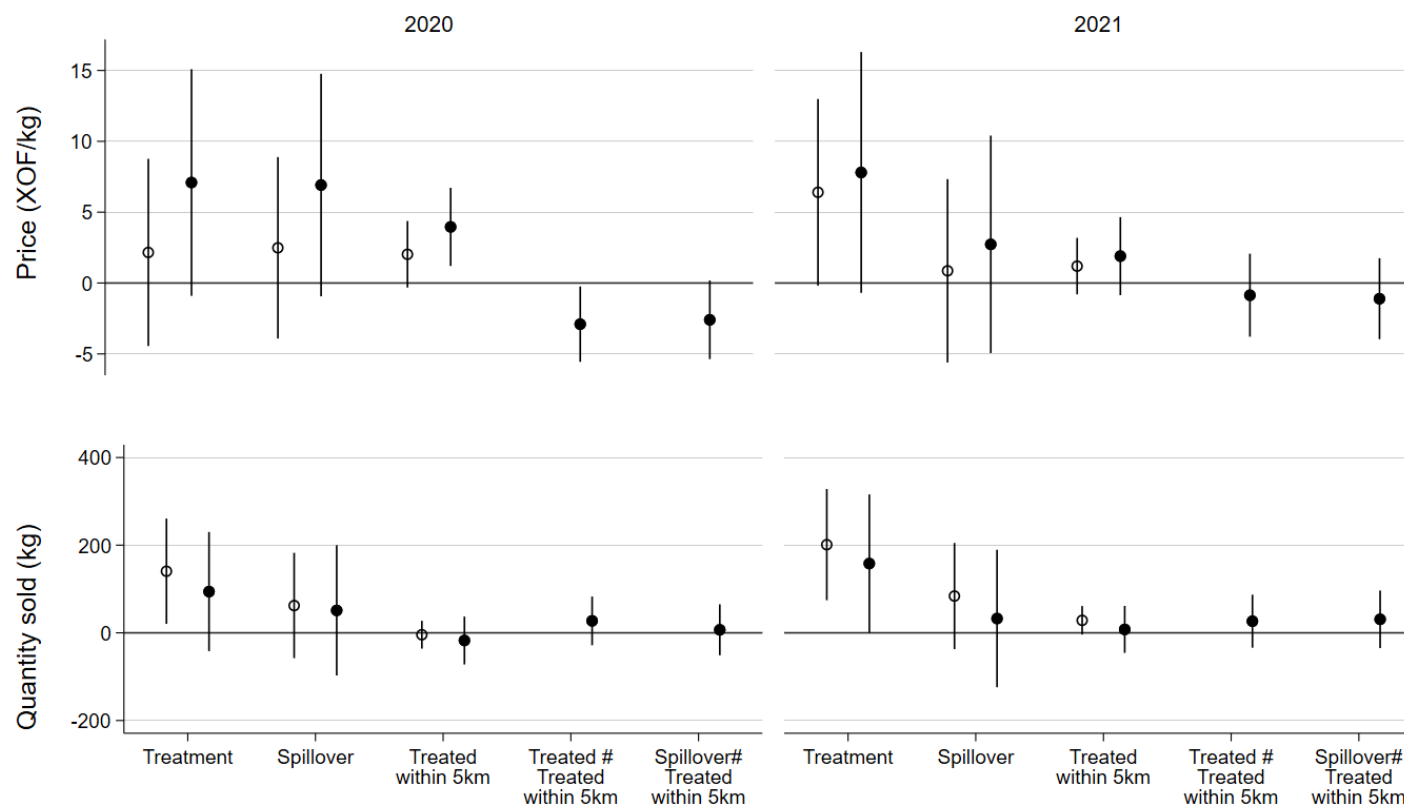 2020
2021
Price (XOF/kg)
15
10
5
0
-5
Quantity sold (kg)
400
200
0
-200
Treatment
Spillover
Treated
within 5km
Treated #
Treated
within 5km
Spillover#
Treated
within 5km
Treatment
Spillover
Treated
within 5km
Treated #
Treated
within 5km
Spillover#
Treated
within 5km